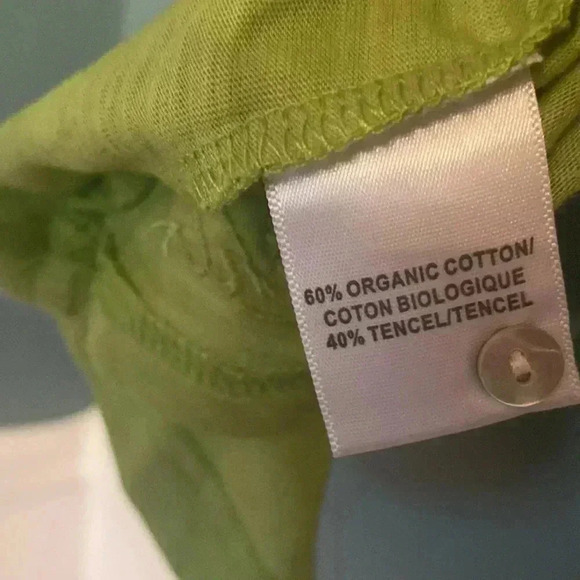 60% ORGANIC COTTON/
COTON BIOLOGIQUE
40% TENCEL/TENCEL